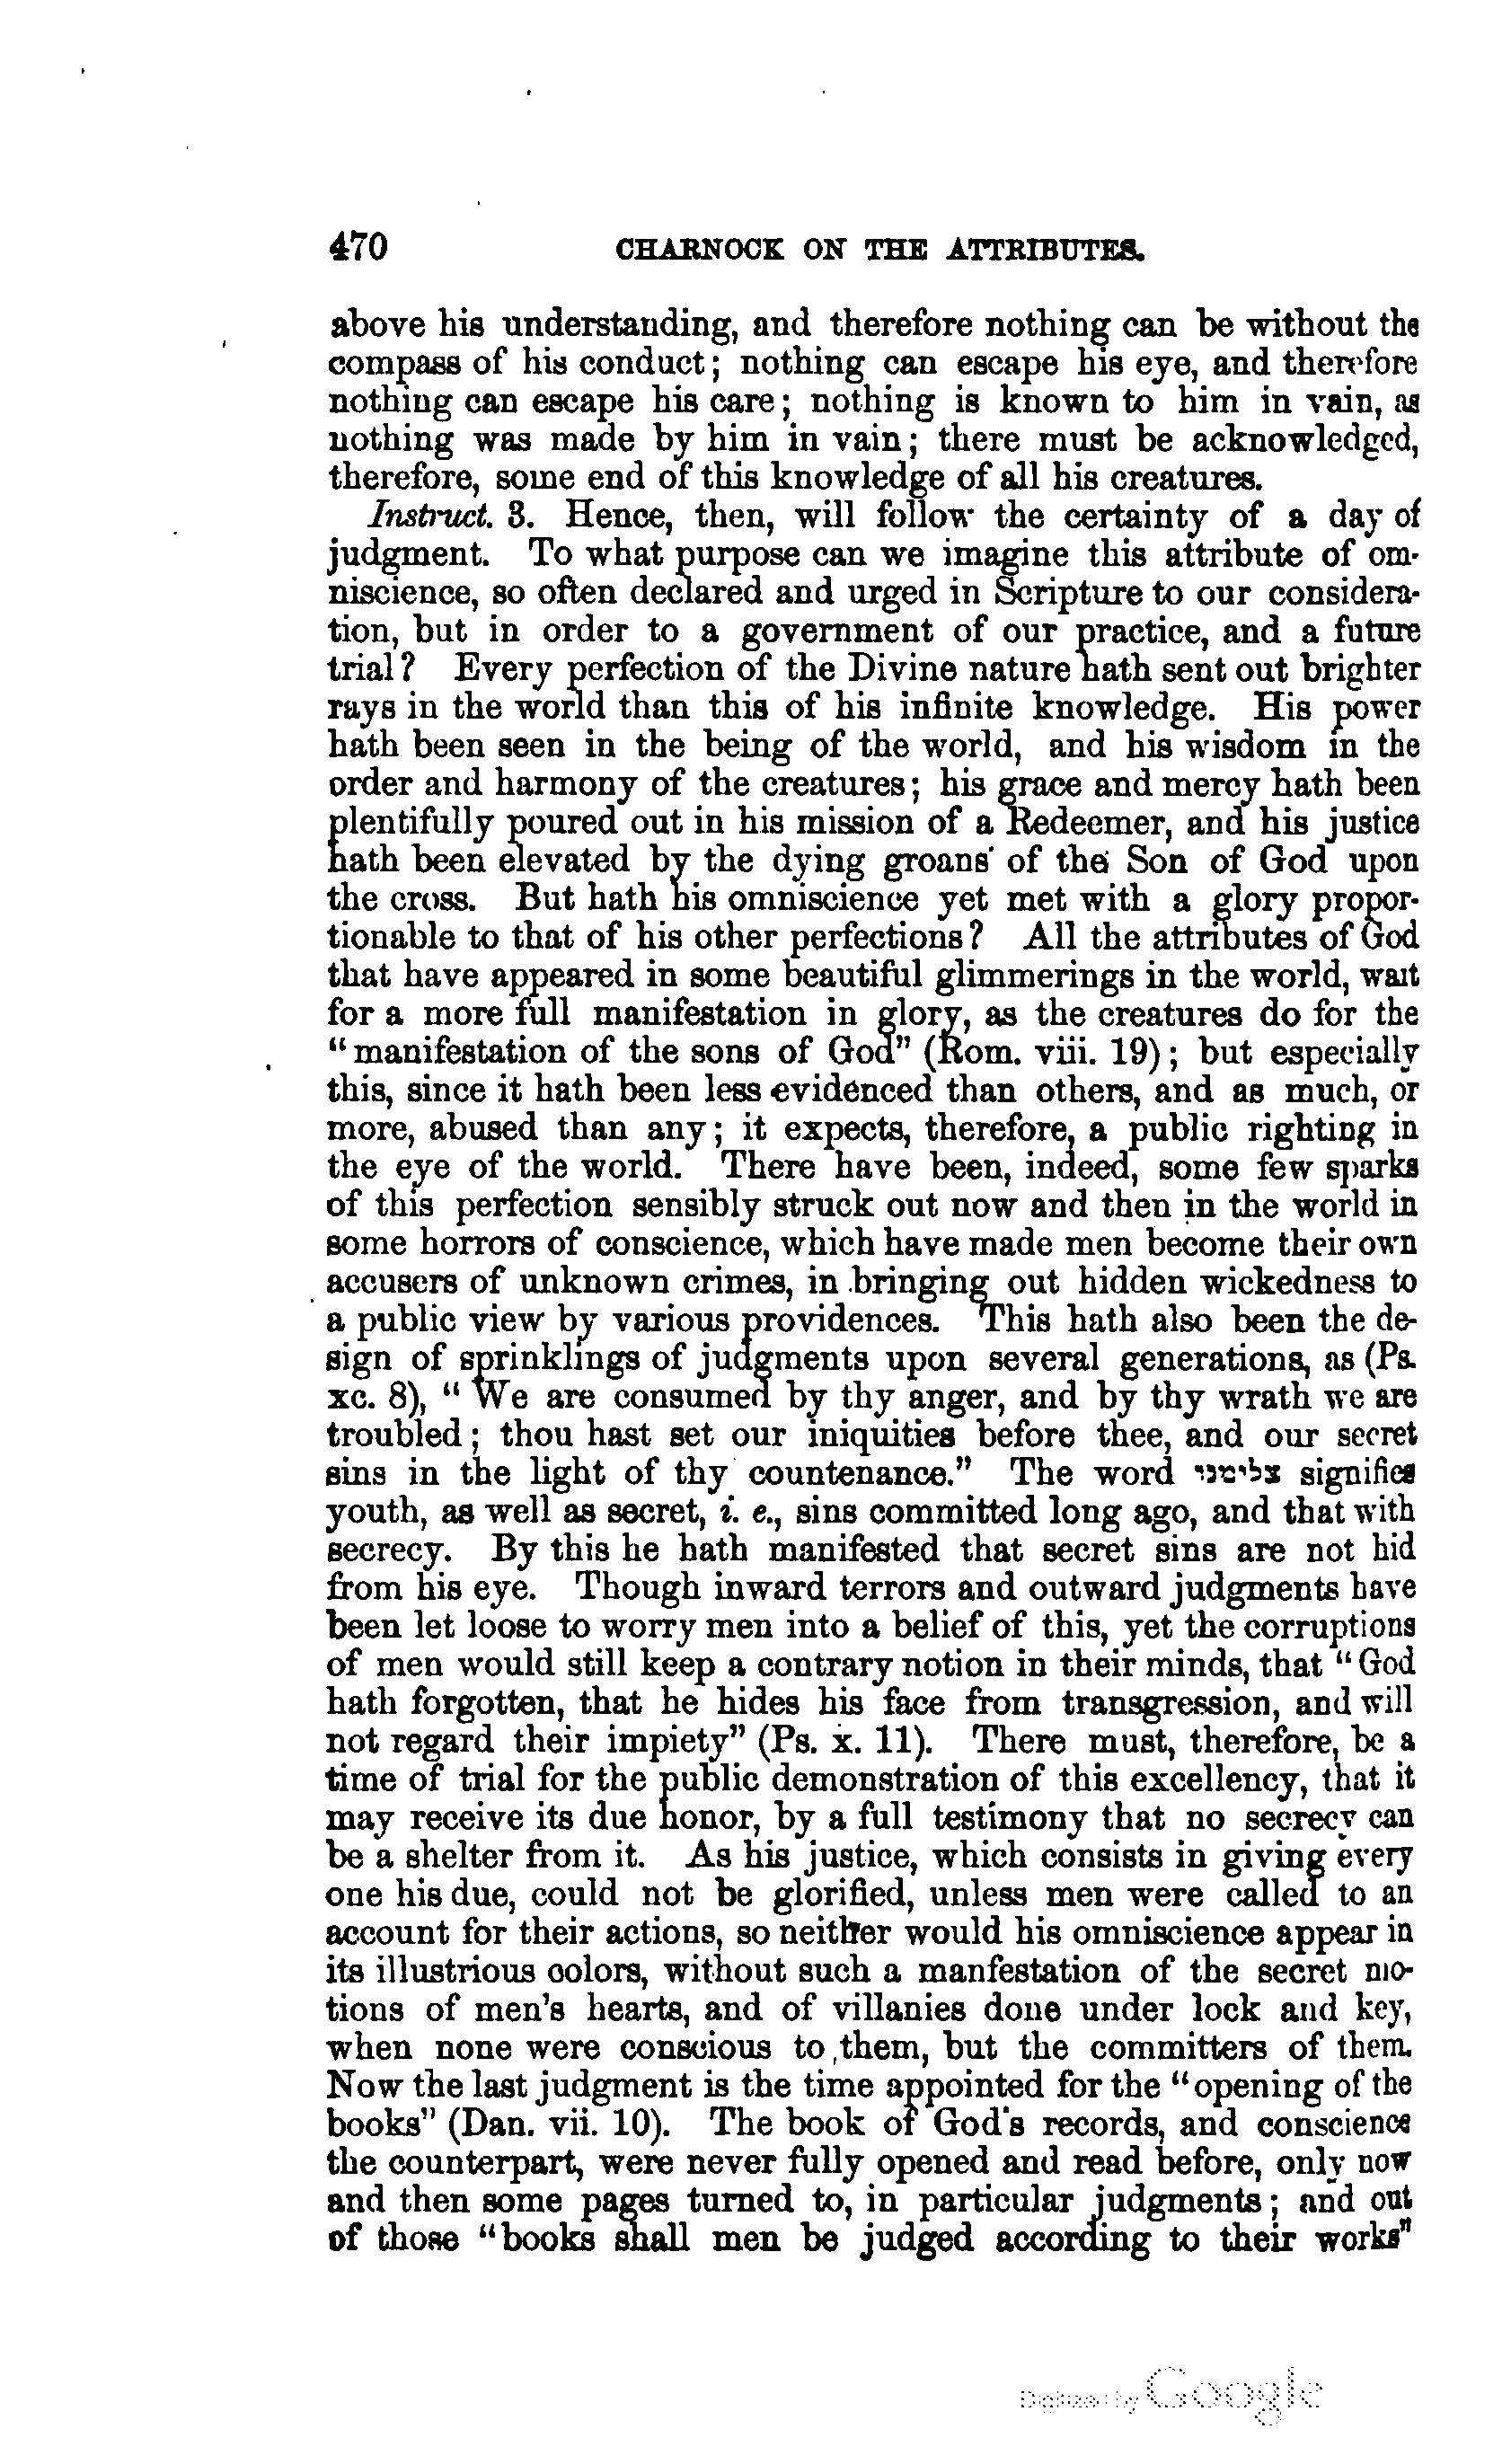 470 CHARNOCK ON THE ATTRIBUTES.
above his understanding, and therefore nothing can be without the
compass of his conduct; nothing can escape his eye, and therefore
nothing can escape his care; nothing is known to him in vain, as
nothing was made by him in vain; there must be acknowledged,
therefore, some end of this knowledge of all his creatures.
Instruct. 3. Hence, then, will follow the certainty of a day of
judgment. To what purpose can we imagine this attribute of om-
niscience, so often declared and urged in Scripture to our considera-
tion, but in order to a government of our practice, and a future
trial? Every perfection of the Divine nature hath sent out brighter
rays in the world than this of his infinite knowledge. His power
hath been seen in the being of the world, and his wisdom in the
order and harmony of the creatures; his grace and mercy hath been
plentifully poured out in his mission of a Redeemer, and his justice
hath been elevated by the dying groans of the Son of God upon
the cross. But hath his omniscience yet met with a glory propor-
tionable to that of his other perfections? All the attributes of God
that have appeared in some beautiful glimmerings in the world, wait
for a more full manifestation in glory, as the creatures do for the
"manifestation of the sons of God" (Rom. viii. 19); but especially
this, since it hath been less evidenced than others, and as much, or
more, abused than any; it expects, therefore, a public righting in
the eye of the world. There have been, indeed, some few sparks
of this perfection sensibly struck out now and then in the world in
some horrors of conscience, which have made men become their own
accusers of unknown crimes, in bringing out hidden wickedness to
a public view by various providences. This hath also been the de-
sign of sprinklings of judgments upon several generations, as (Ps.
xc. 8), "We are consumed by thy anger, and by thy wrath we are
troubled; thou hast set our iniquities before thee, and our secret
sins in the light of thy countenance." The word signifies
youth, as well as secret, i. e., sins committed long ago, and that with
secrecy. By this he hath manifested that secret sins are not hid
from his eye. Though inward terrors and outward judgments have
been let loose to worry men into a belief of this, yet the corruptions
of men would still keep a contrary notion in their minds, that "God
hath forgotten, that he hides his face from transgression, and will
not regard their impiety" (Ps. x. 11). There must, therefore, be a
time of trial for the public demonstration of this excellency, that it
may receive its due honor, by a full testimony that no secrecy can
be a shelter from it. As his justice, which consists in giving every
one his due, could not be glorified, unless men were called to an
account for their actions, so neither would his omniscience appear in
its illustrious colors, without such a manfestation of the secret mo-
tions of men's hearts, and of villanies done under lock and key,
when none were conscious to them, but the committers of them.
Now the last judgment is the time appointed for the "opening of the
books" (Dan. vii. 10). The book of God's records, and conscience
the counterpart, were never fully opened and read before, only now
and then some pages turned to, in particular judgments; and out
of those "books shall men be judged according to their works"
Digitized by Google